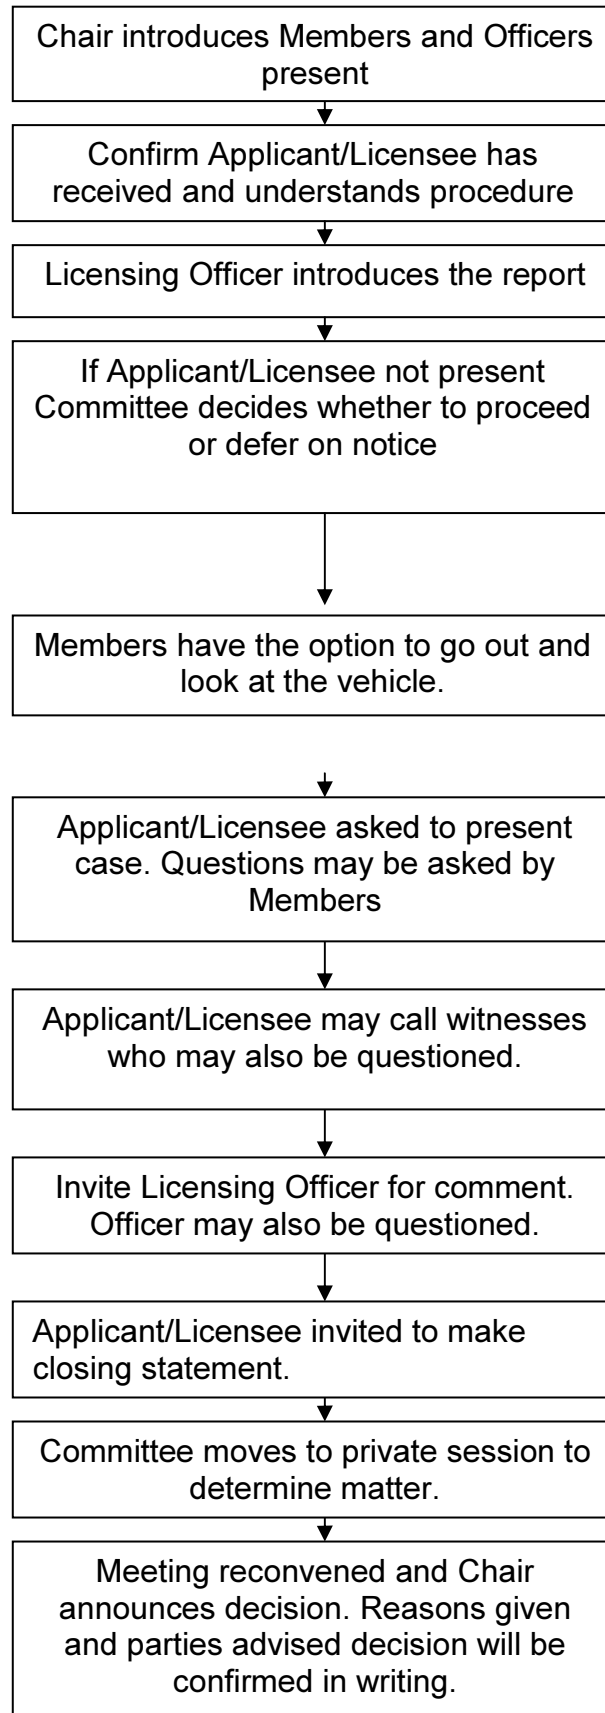 Chair introduces Members and Officers
present
Confirm Applicant/Licensee has
received and understands procedure
Licensing Officer introduces the report
If Applicant/Licensee not present
Committee decides whether to proceed
or defer on notice
Members have the option to go out and
look at the vehicle.
Applicant/Licensee asked to present
case. Questions may be asked by
Members
Applicant/Licensee may call witnesses
who may also be questioned.
Invite Licensing Officer for comment.
Officer may also be questioned.
Applicant/Licensee invited to make
closing statement.
Committee moves to private session to
determine matter.
Meeting reconvened and Chair
announces decision. Reasons given
and parties advised decision will be
confirmed in writing.